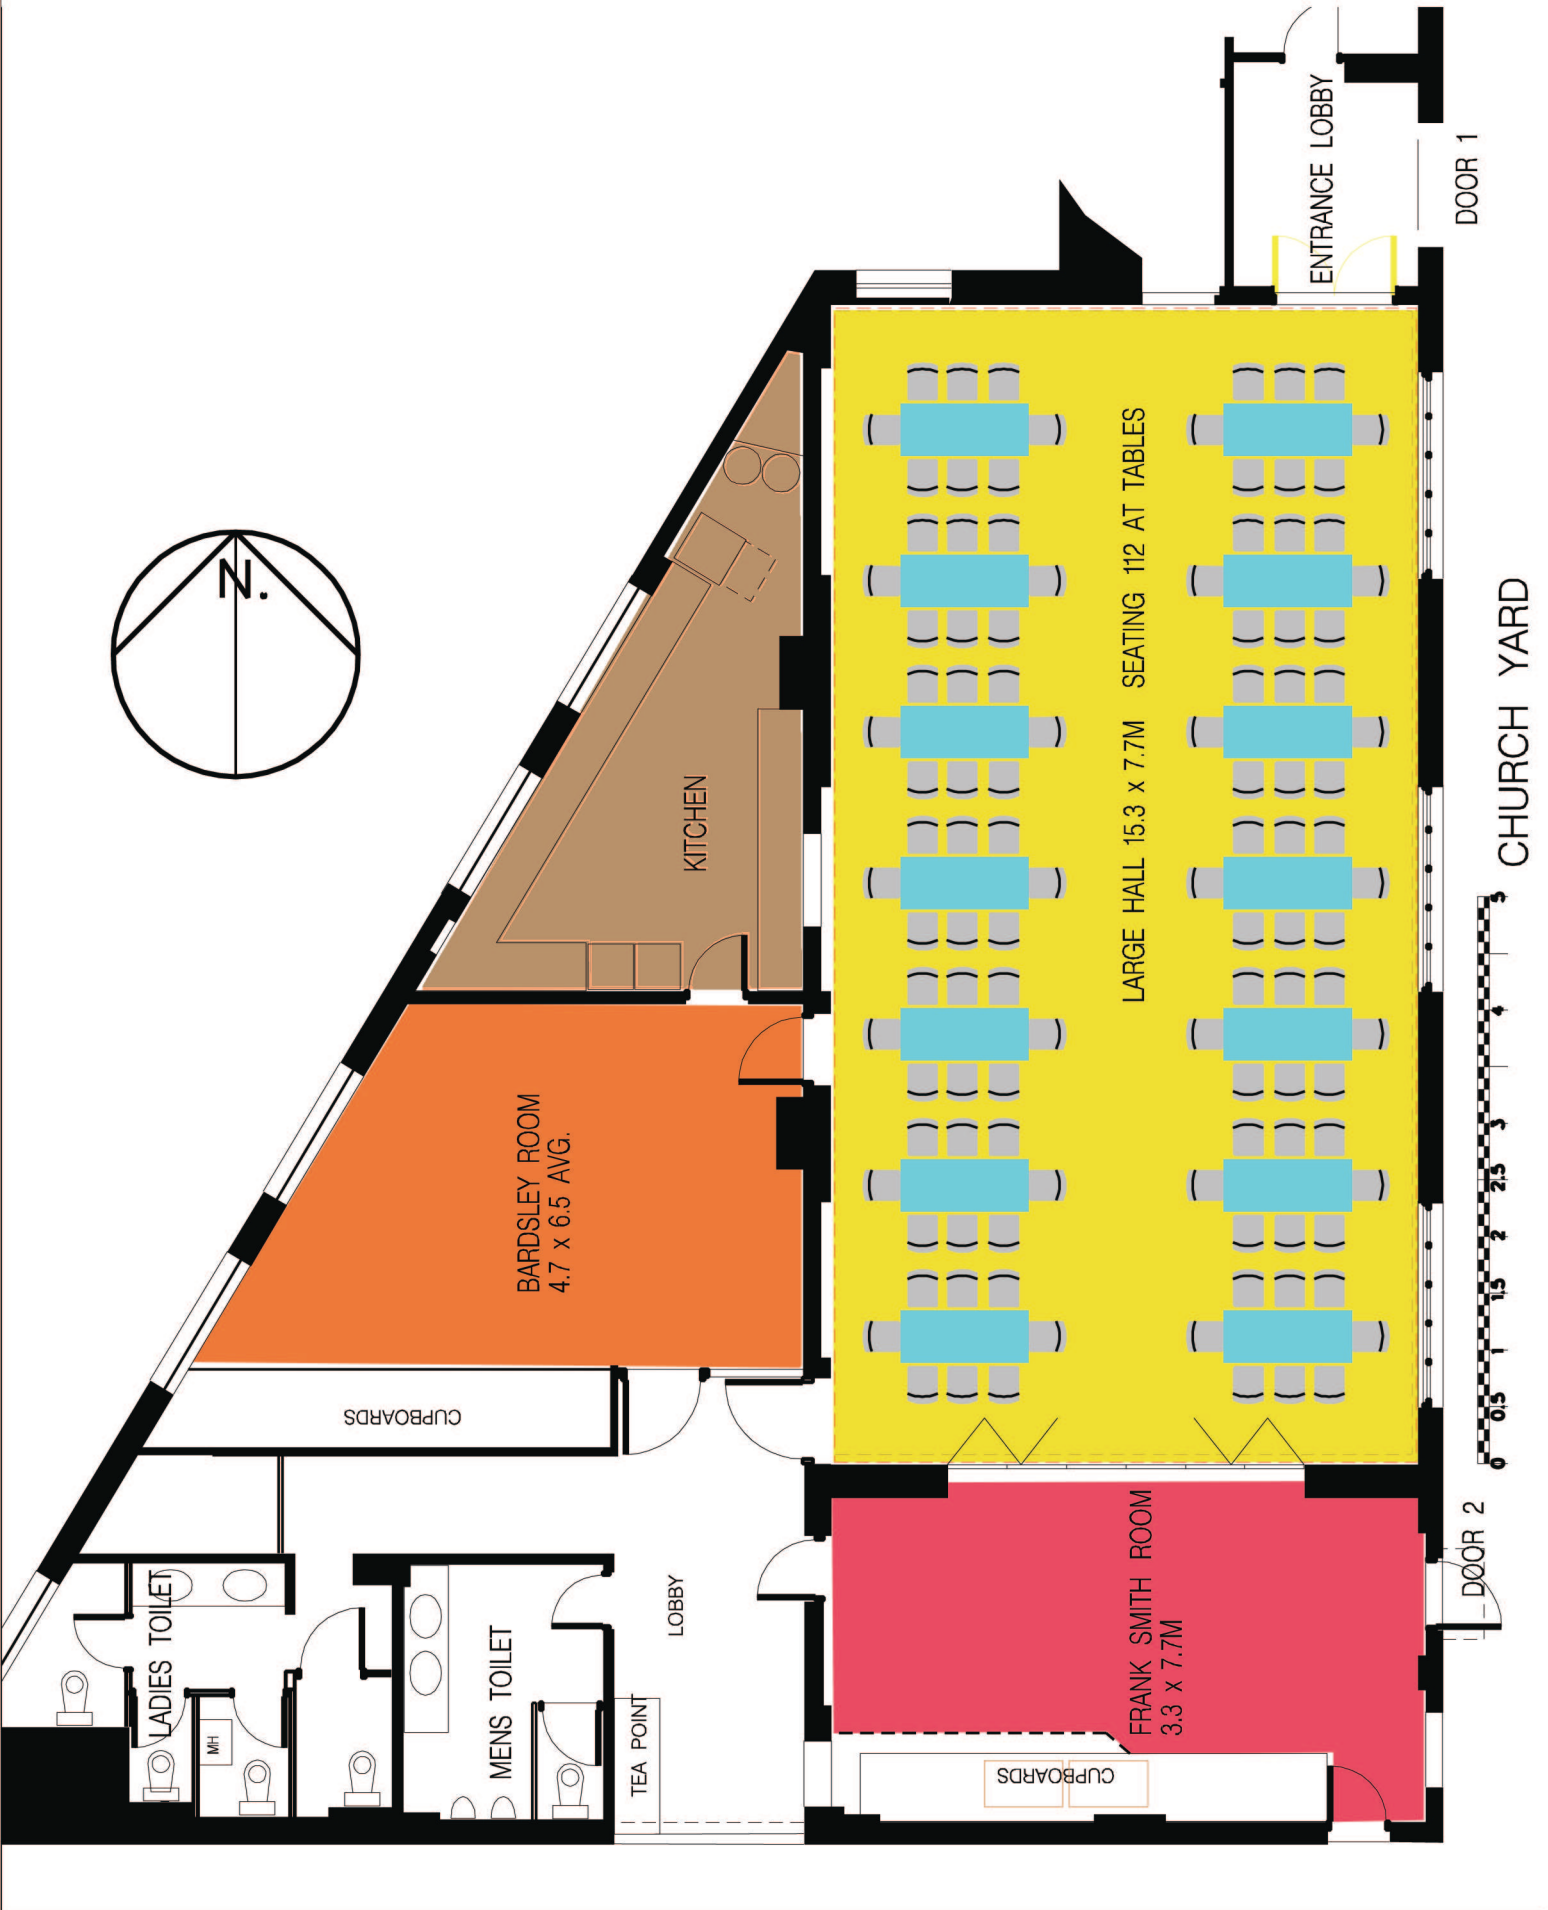 N.
ENTRANCE LOBBY
DOOR 1
LARGE HALL 15.3 x 7.7M SEATING 112 AT TABLES
KITCHEN
CHURCH YARD
BARDSLEY ROOM
4.7 x 6.5 AVG.
CUPBOARDS
5
4
3
2.5
2
1.5
1
0.5
0
DOOR 2
FRANK SMITH ROOM
3.3 x 7.7M
CUPBOARDS
LOBBY
TEA POINT
MENS TOILET
LADIES TOILET
MH